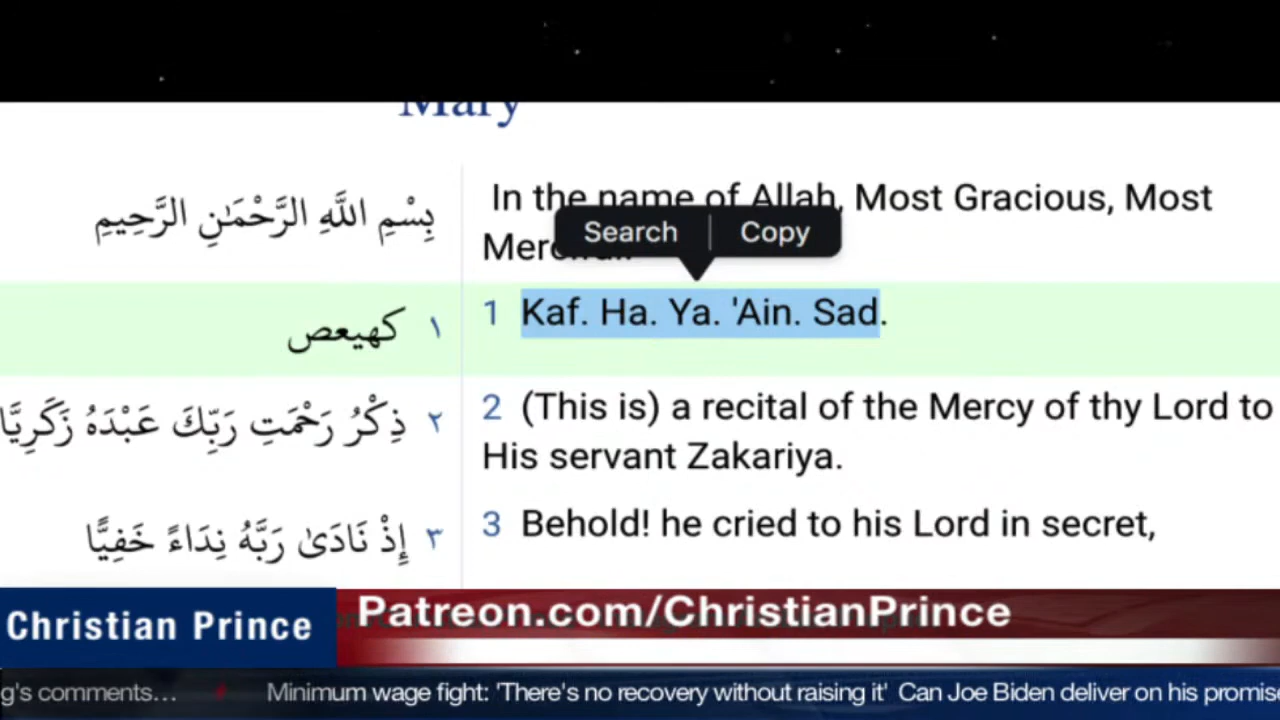 Mary
بِسْمِ اللَّهِ الرَّحْمَـٰنِ الرَّحِيمِ
In the name of Allah, Most Gracious, Most
Search Copy
١ كهيعص
1 Kaf. Ha. Ya. 'Ain. Sad.
٢ ذِكْرُ رَحْمَتِ رَبِّكَ عَبْدَهُ زَكَرِيَّا
2 (This is) a recital of the Mercy of thy Lord to
His servant Zakariya.
٣ إِذْ نَادَىٰ رَبَّهُ نِدَاءً خَفِيًّا
3 Behold! he cried to his Lord in secret,
Christian Prince
Patreon.com/ChristianPrince
g's comments... Minimum wage fight: 'There's no recovery without raising it' Can Joe Biden deliver on his promise